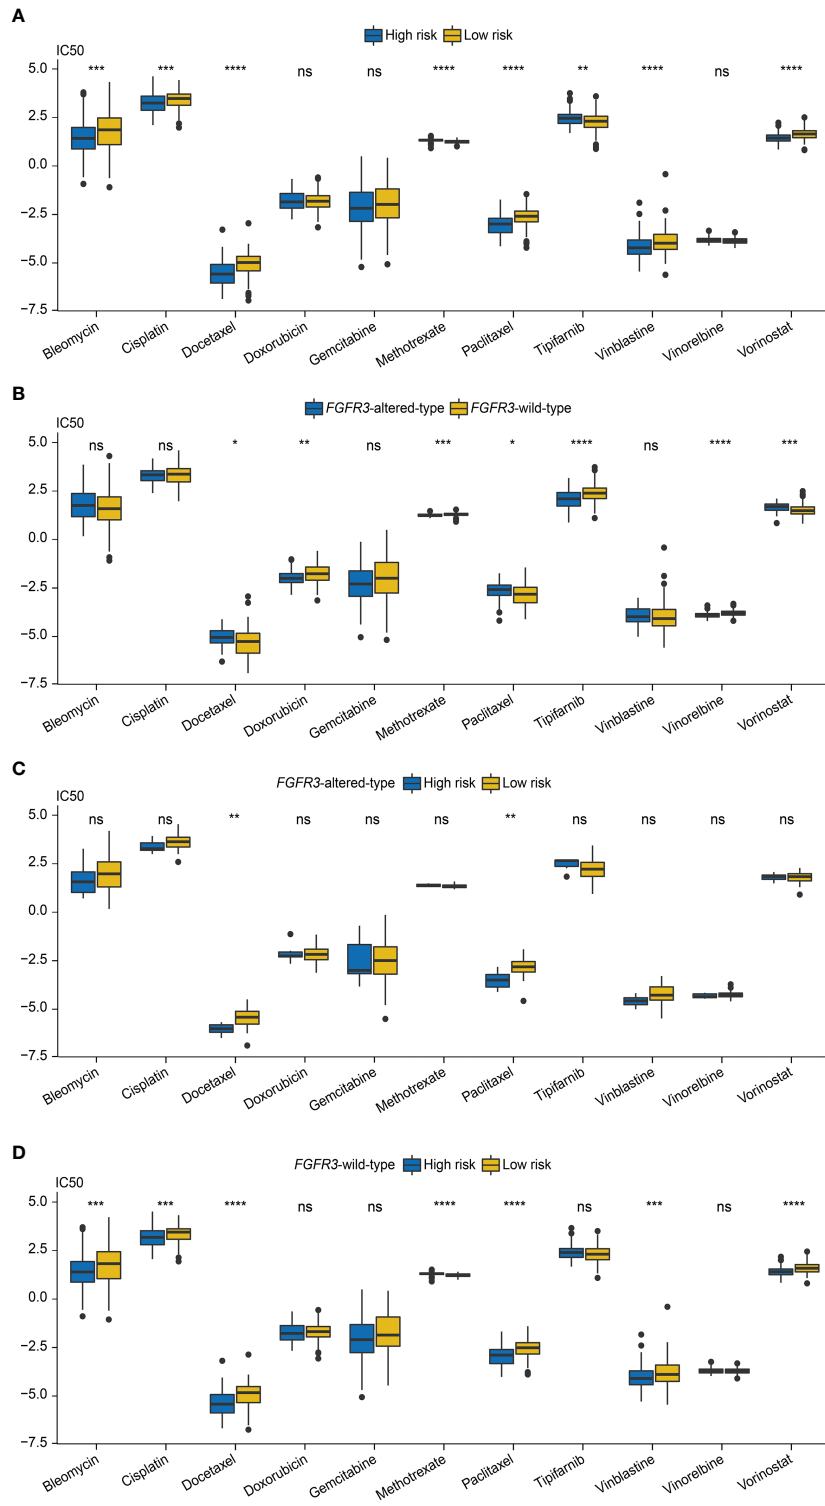 A
High risk Low risk
IC50
5.0 *** *** **** ns ns **** **** ** **** ns ****
2.5
0.0
−2.5
−5.0
−7.5
Bleomycin Cisplatin Docetaxel Doxorubicin Gemcitabine Methotrexate Paclitaxel Tipifarnib Vinblastine Vinorelbine Vorinostat
B
FGFR3-altered-type FGFR3-wild-type
IC50
5.0 ns ns * ** ns *** * **** ns **** ***
2.5
0.0
−2.5
−5.0
−7.5
Bleomycin Cisplatin Docetaxel Doxorubicin Gemcitabine Methotrexate Paclitaxel Tipifarnib Vinblastine Vinorelbine Vorinostat
C
FGFR3-altered-type High risk Low risk
IC50
5.0 ns ns ** ns ns ns ** ns ns ns ns
2.5
0.0
−2.5
−5.0
−7.5
Bleomycin Cisplatin Docetaxel Doxorubicin Gemcitabine Methotrexate Paclitaxel Tipifarnib Vinblastine Vinorelbine Vorinostat
D
FGFR3-wild-type High risk Low risk
IC50
5.0 *** *** **** ns ns **** **** ns *** ns ****
2.5
0.0
−2.5
−5.0
−7.5
Bleomycin Cisplatin Docetaxel Doxorubicin Gemcitabine Methotrexate Paclitaxel Tipifarnib Vinblastine Vinorelbine Vorinostat